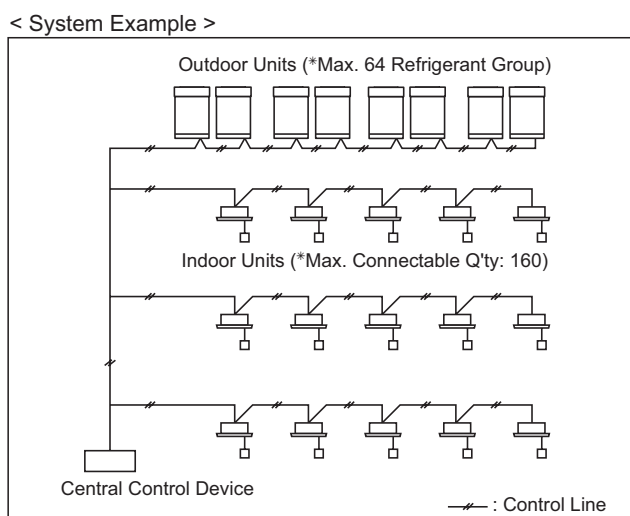 < System Example >
Outdoor Units (*Max. 64 Refrigerant Group)
Indoor Units (*Max. Connectable Q'ty: 160)
Central Control Device
: Control Line